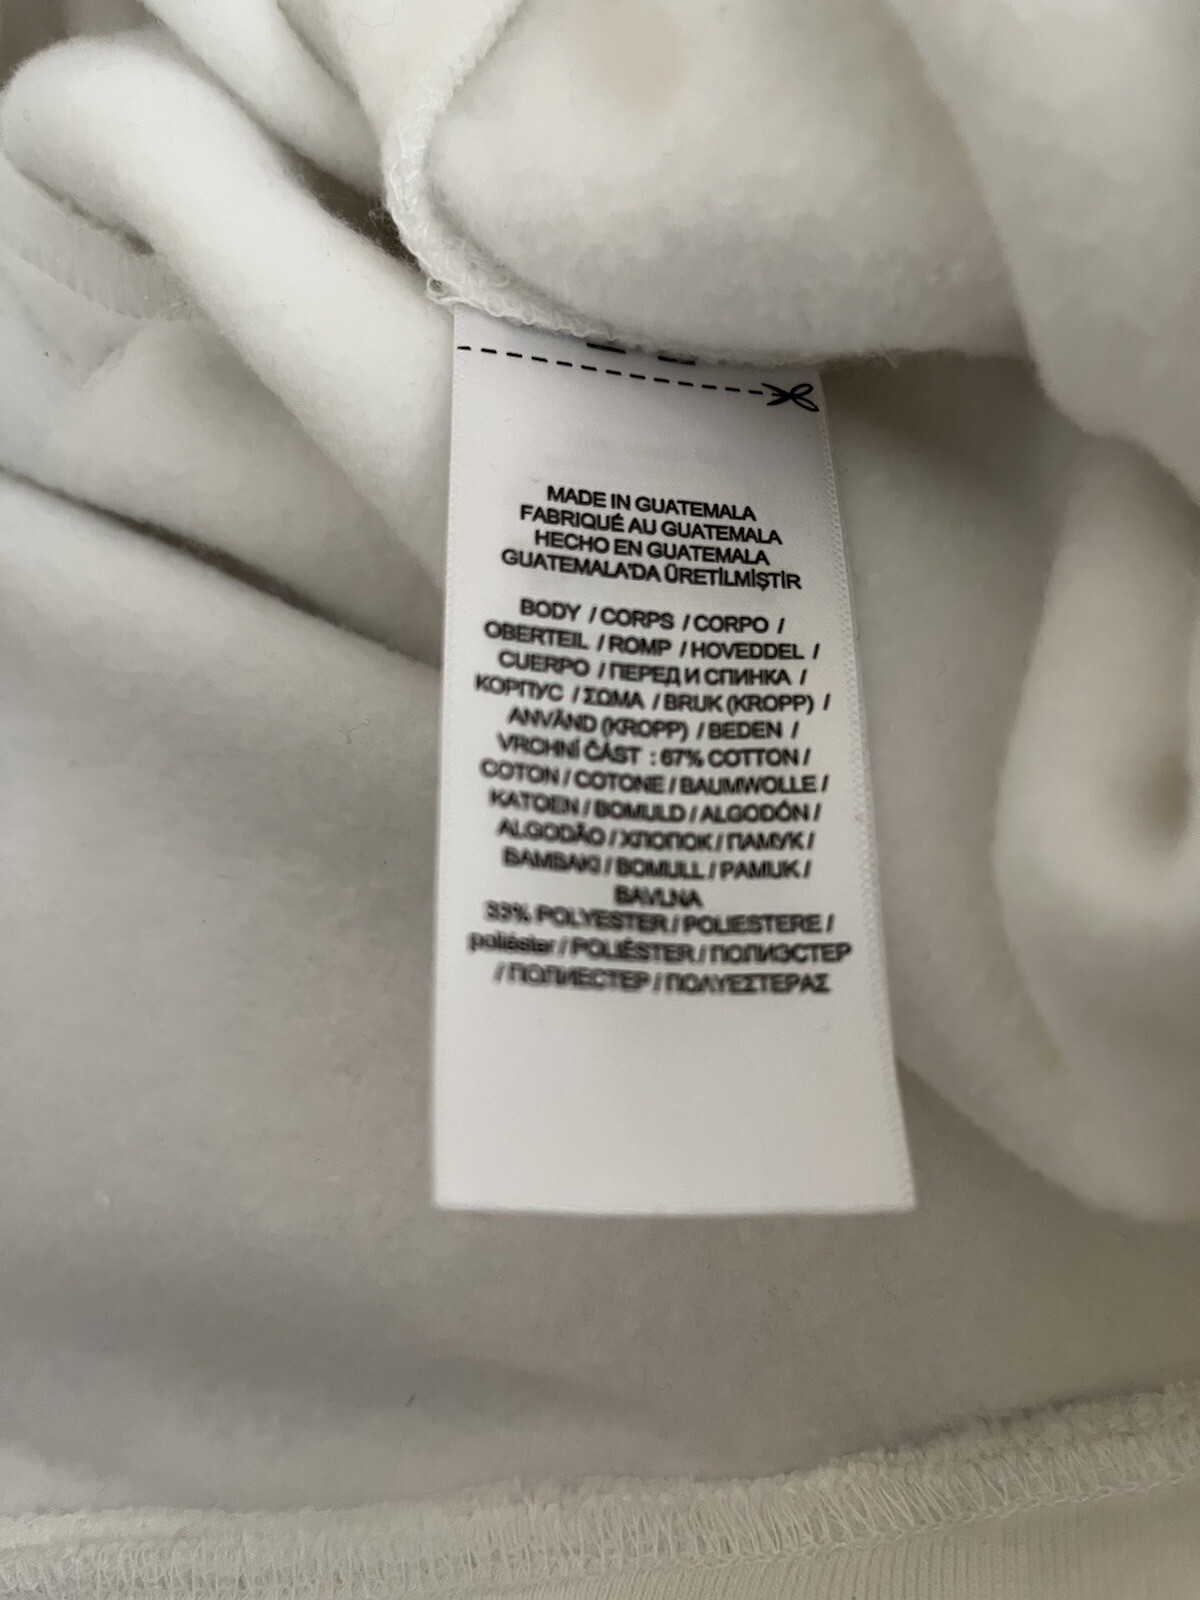 MADE IN GUATEMALA
FABRIQUÉ AU GUATEMALA
HECHO EN GUATEMALA
GUATEMALA'DA ÜRETİLMİŞTİR
BODY / CORPS / CORPO /
OBERTEIL / ROMP / HOVEDDEL /
CUERPO / ПЕРЕД И СПИНКА /
КОРПУС / ΣΩΜΑ / BRUK (KROPP) /
ANVÄND (KROPP) / BEDEN /
VRCHNÍ ČÁST : 67% COTTON /
COTON / COTONE / BAUMWOLLE /
KATOEN / BOMULD / ALGODÓN /
ALGODÃO / ХЛОПОК / ПАМУК /
ΒΑΜΒΑΚΙ / BOMULL / PAMUK /
BAVLNA
33% POLYESTER / POLIESTERE /
poliéster / POLIÉSTER / ПОЛИЭСТЕР
/ ПОЛИЕСТЕР / ΠΟΛΥΕΣΤΕΡΑΣ